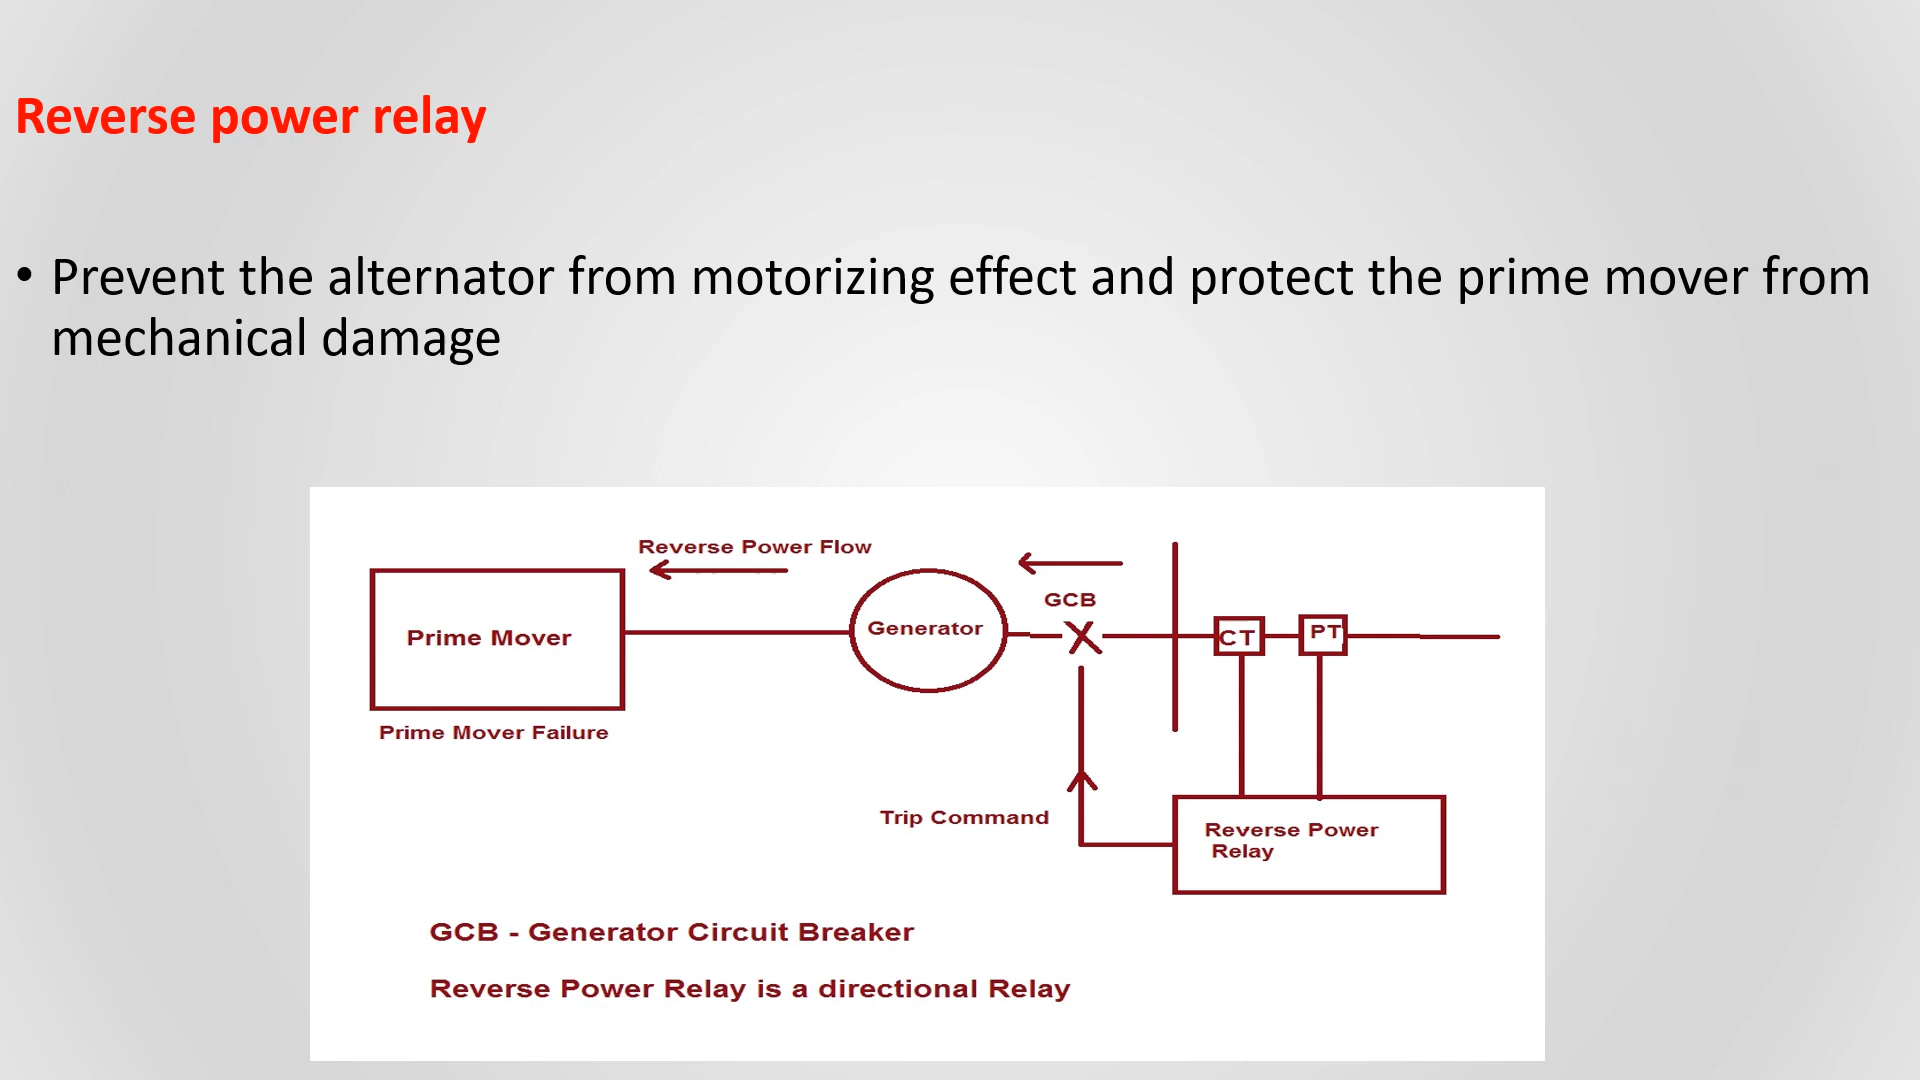 Reverse power relay
• Prevent the alternator from motorizing effect and protect the prime mover from
mechanical damage
Reverse Power Flow
GCB
Prime Mover
Generator
CT
PT
Prime Mover Failure
Trip Command
Reverse Power
Relay
GCB - Generator Circuit Breaker
Reverse Power Relay is a directional Relay